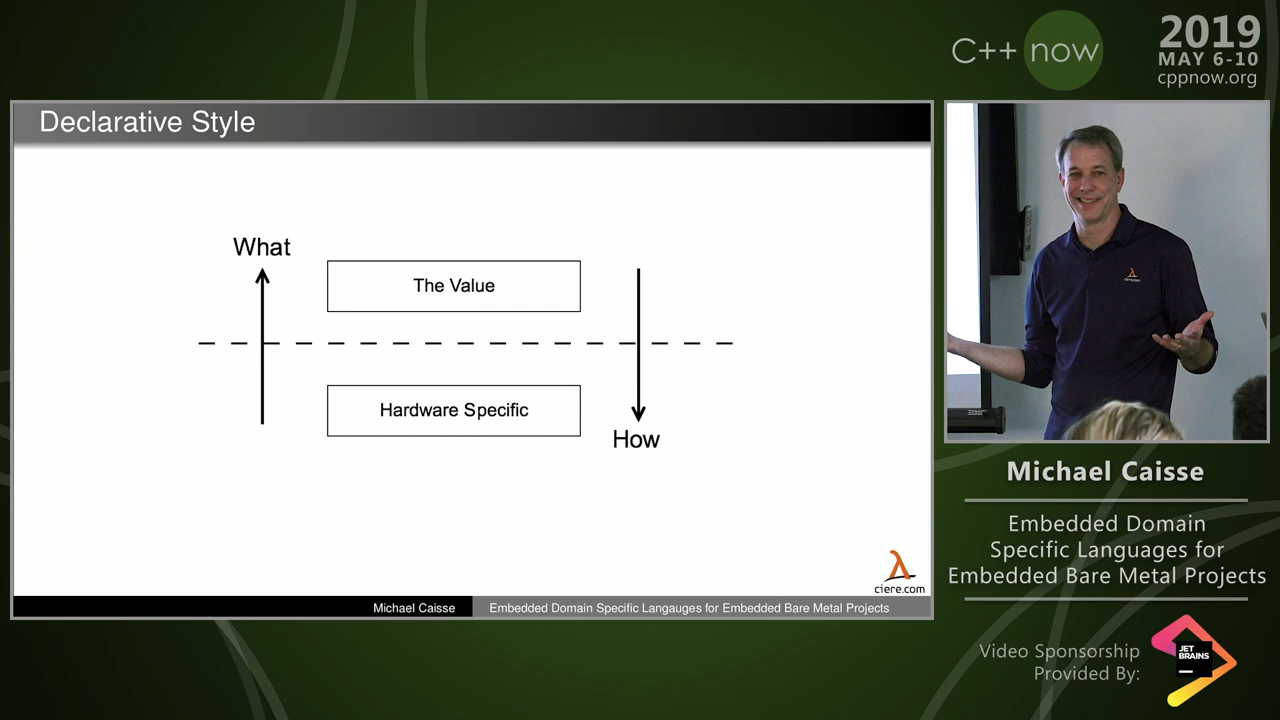 C++ now
2019
MAY 6-10
cppnow.org
Declarative Style
What
The Value
Hardware Specific
How
ciere.com
Michael Caisse
Embedded Domain Specific Langauges for Embedded Bare Metal Projects
Michael Caisse
Embedded Domain
Specific Languages for
Embedded Bare Metal Projects
Video Sponsorship
Provided By:
JET
BRAINS